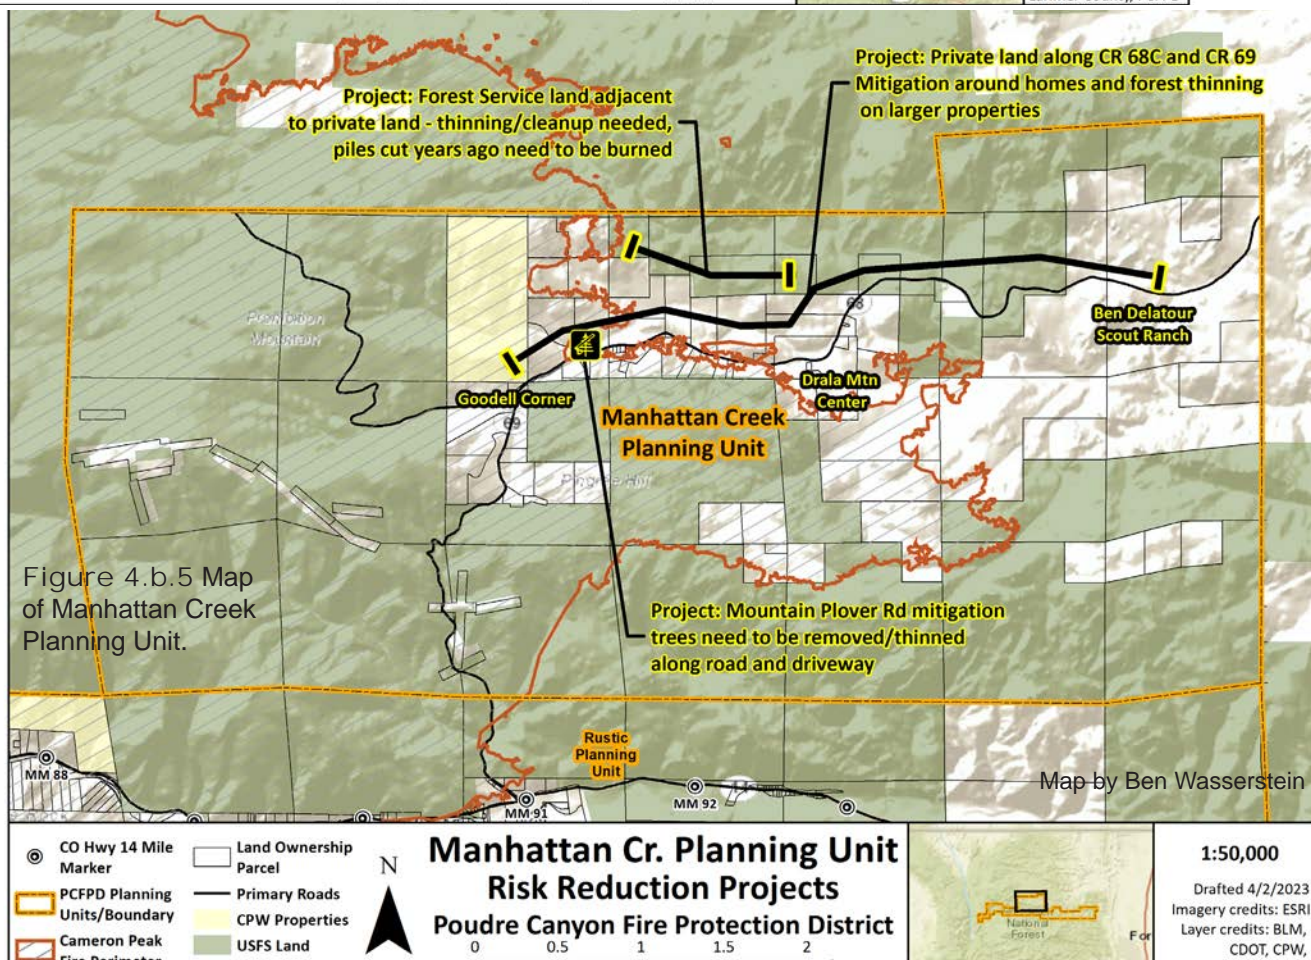 Project: Private land along CR 68C and CR 69
Mitigation around homes and forest thinning
on larger properties
Project: Forest Service land adjacent
to private land - thinning/cleanup needed,
piles cut years ago need to be burned
Prohibition
Mountain
68
Ben Delatour
Scout Ranch
Goodell Corner
Drala Mtn
Center
69
Manhattan Creek
Planning Unit
Figure 4.b.5 Map
of Manhattan Creek
Planning Unit.
Project: Mountain Plover Rd mitigation
trees need to be removed/thinned
along road and driveway
Rustic
Planning
Unit
MM 88
MM 91
MM 92
Map by Ben Wasserstein
CO Hwy 14 Mile
Marker
PCFPD Planning
Units/Boundary
Cameron Peak
Fire Perimeter
Land Ownership
Parcel
Primary Roads
CPW Properties
USFS Land
N
Manhattan Cr. Planning Unit
Risk Reduction Projects
Poudre Canyon Fire Protection District
0 0.5 1 1.5 2
National
Forest
For
1:50,000
Drafted 4/2/2023
Imagery credits: ESRI
Layer credits: BLM,
CDOT, CPW,